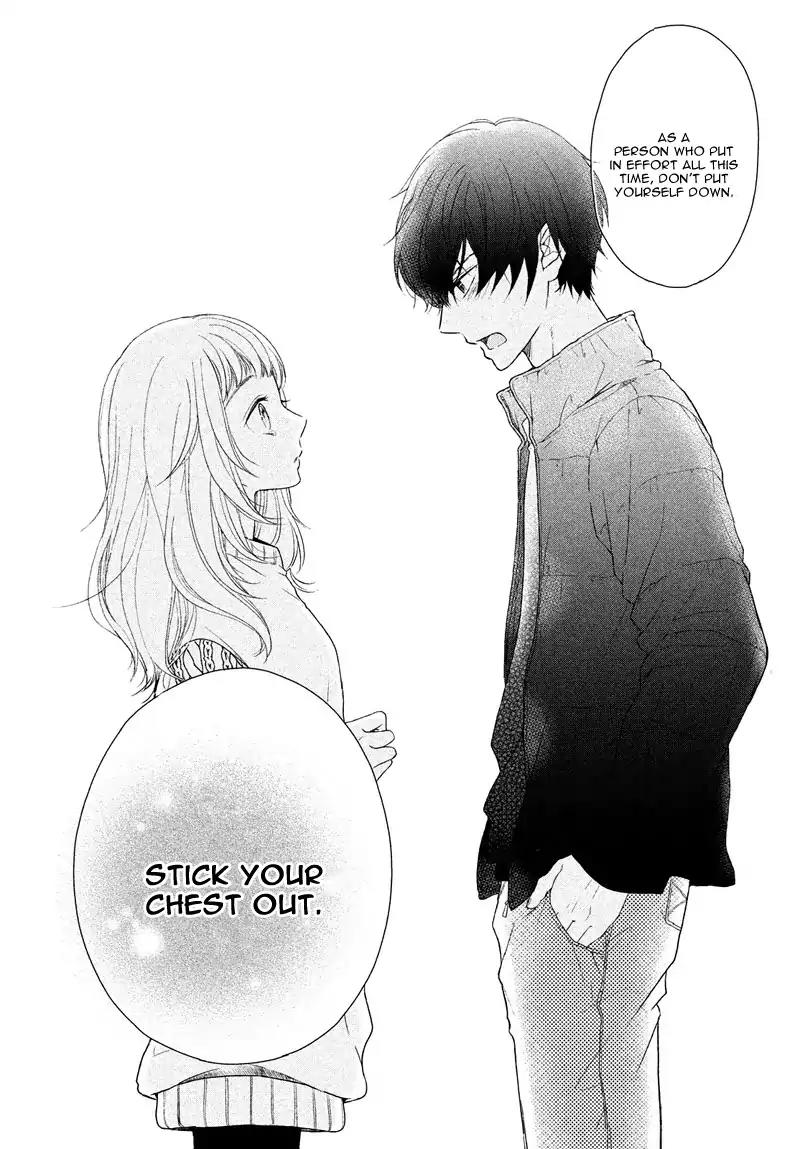 AS A
PERSON WHO PUT
IN EFFORT ALL THIS
TIME, DON'T PUT
YOURSELF DOWN.
STICK YOUR
CHEST OUT.